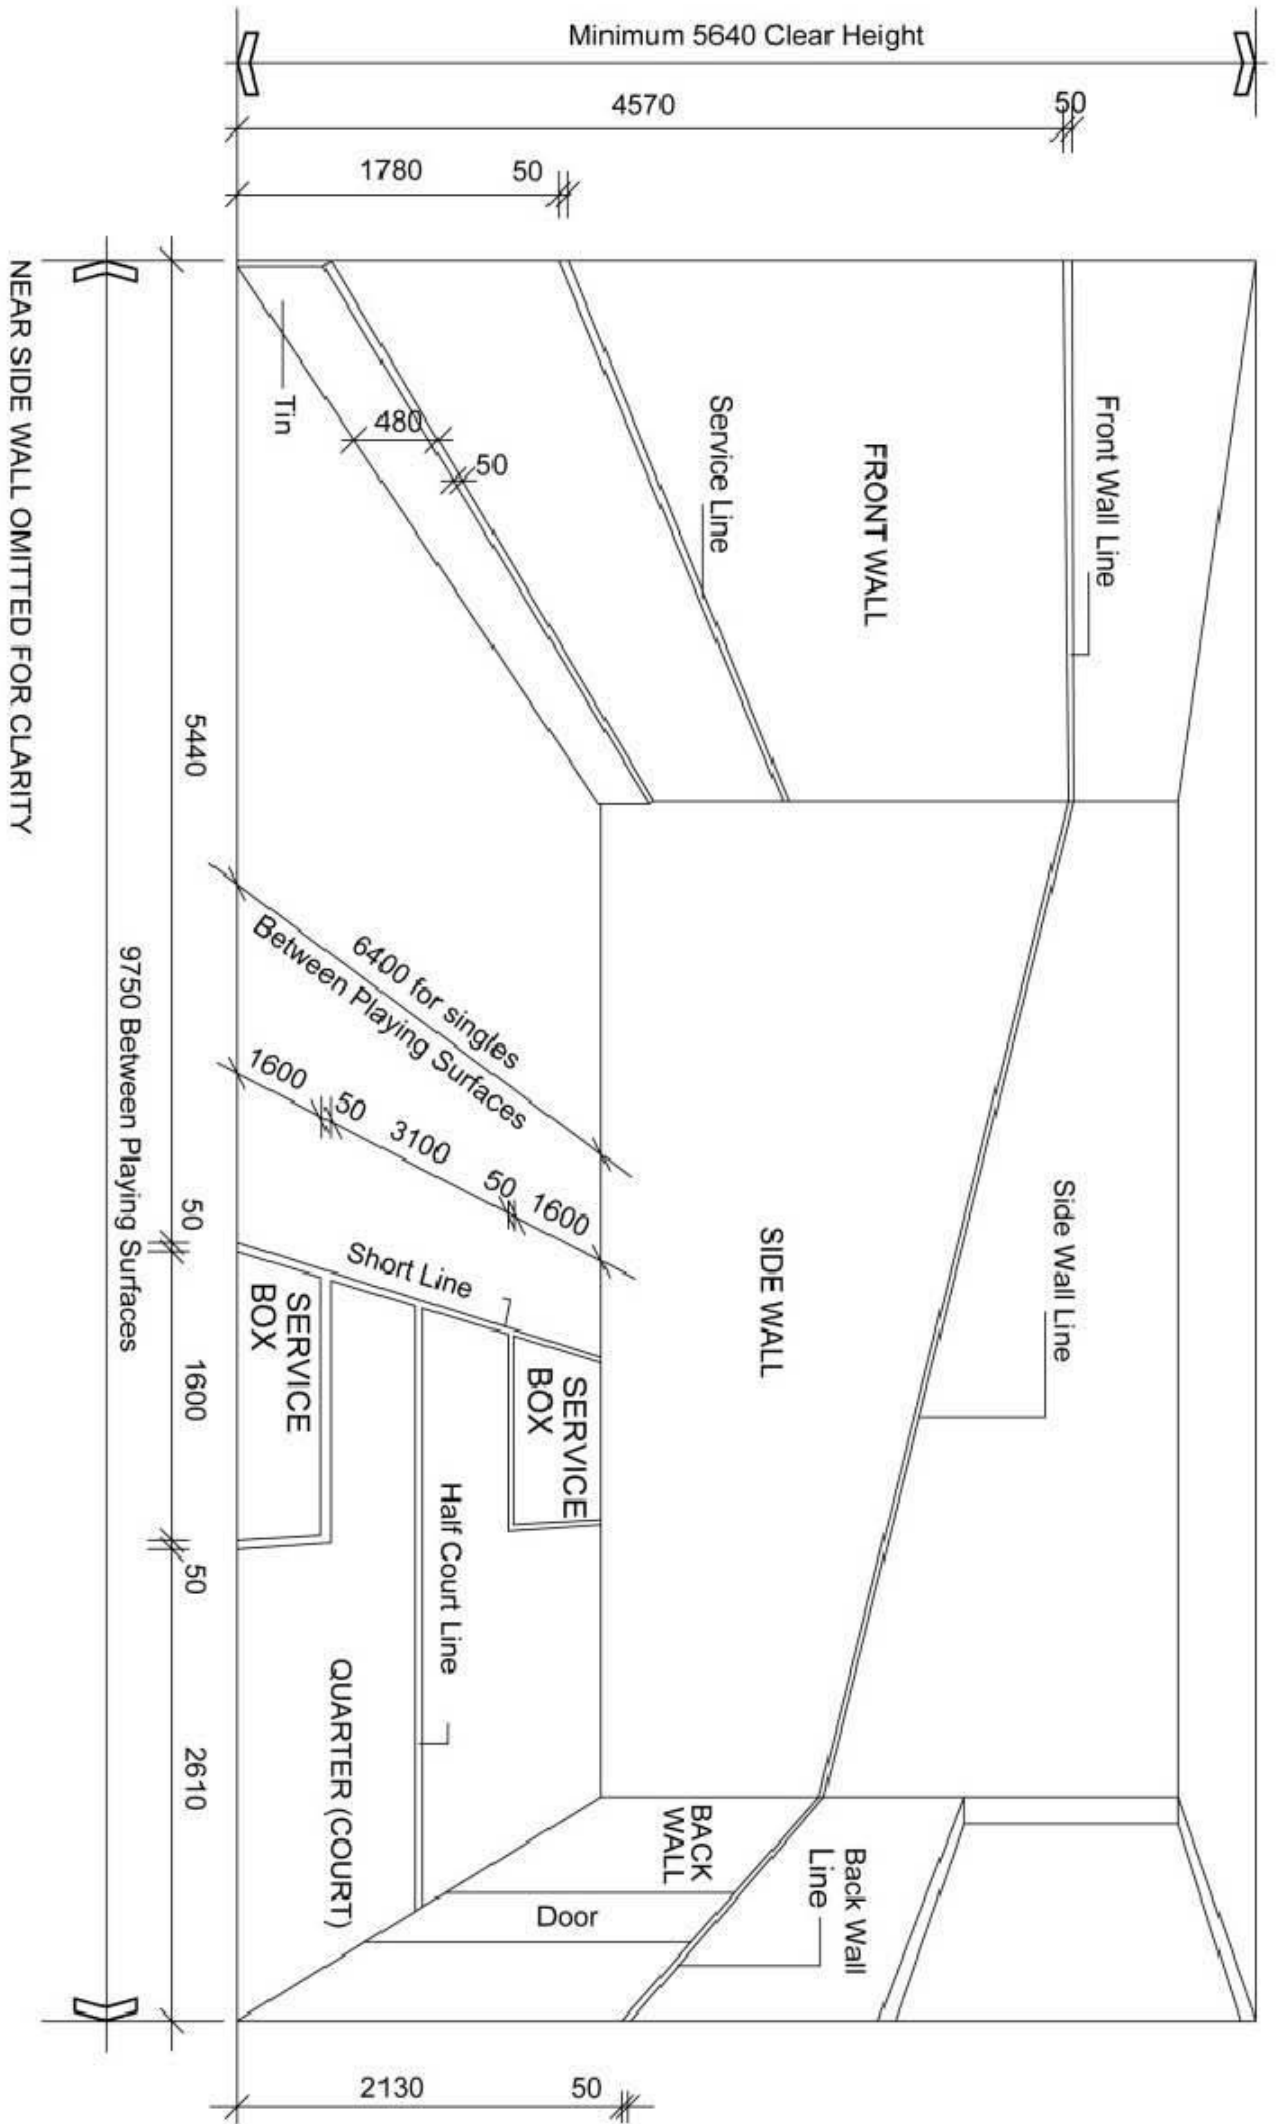 Minimum 5640 Clear Height
4570
50
1780
50
Front Wall Line
FRONT WALL
Service Line
480
50
Tin
Side Wall Line
SIDE WALL
6400 for singles
Between Playing Surfaces
1600
50
3100
50
1600
Short Line
SERVICE
BOX
SERVICE
BOX
Half Court Line
QUARTER (COURT)
BACK
WALL
Back Wall
Line
Door
2130
50
5440
50
1600
50
2610
9750 Between Playing Surfaces
NEAR SIDE WALL OMITTED FOR CLARITY